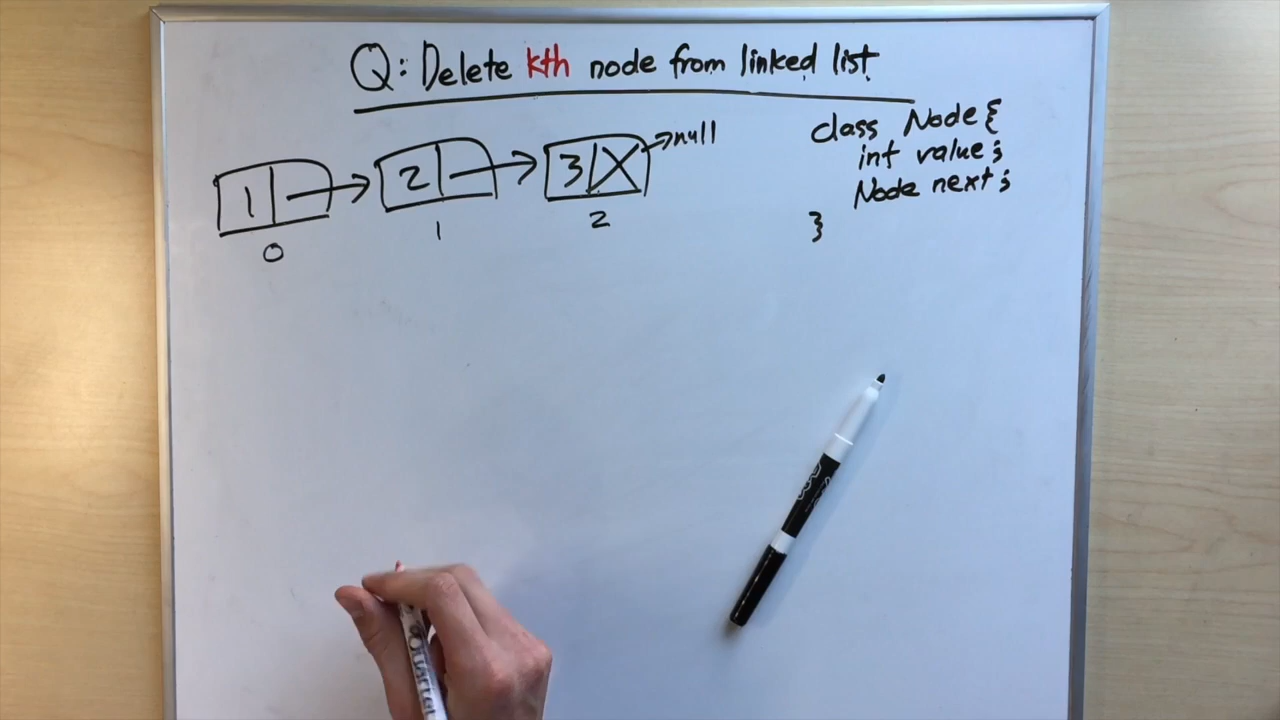 Q: Delete kth node from linked list
1 2 3 X null
0 1 2
class Node {
int value;
Node next;
}
Quartet